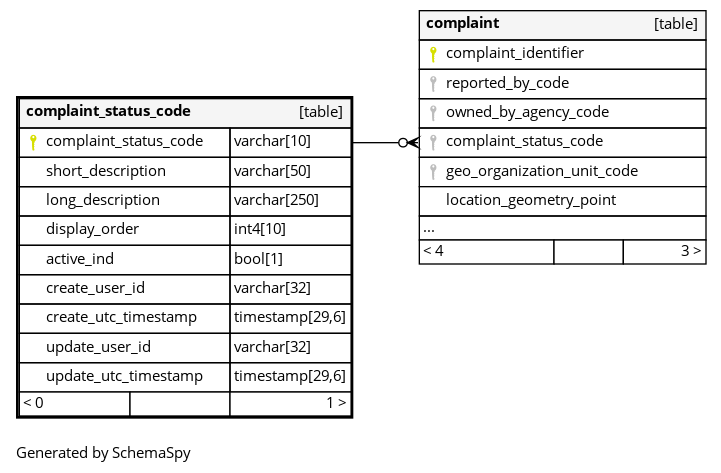 complaint [table]
complaint_identifier
reported_by_code
owned_by_agency_code
complaint_status_code
geo_organization_unit_code
location_geometry_point
...
< 4 3 >
complaint_status_code [table]
complaint_status_code varchar[10]
short_description varchar[50]
long_description varchar[250]
display_order int4[10]
active_ind bool[1]
create_user_id varchar[32]
create_utc_timestamp timestamp[29,6]
update_user_id varchar[32]
update_utc_timestamp timestamp[29,6]
< 0 1 >
Generated by SchemaSpy